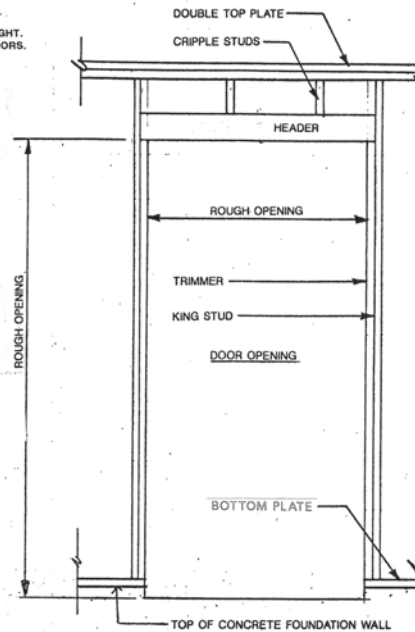 GHT.
ORS.
DOUBLE TOP PLATE
CRIPPLE STUDS
HEADER
ROUGH OPENING
ROUGH OPENING
TRIMMER
KING STUD
DOOR OPENING
BOTTOM PLATE
TOP OF CONCRETE FOUNDATION WALL